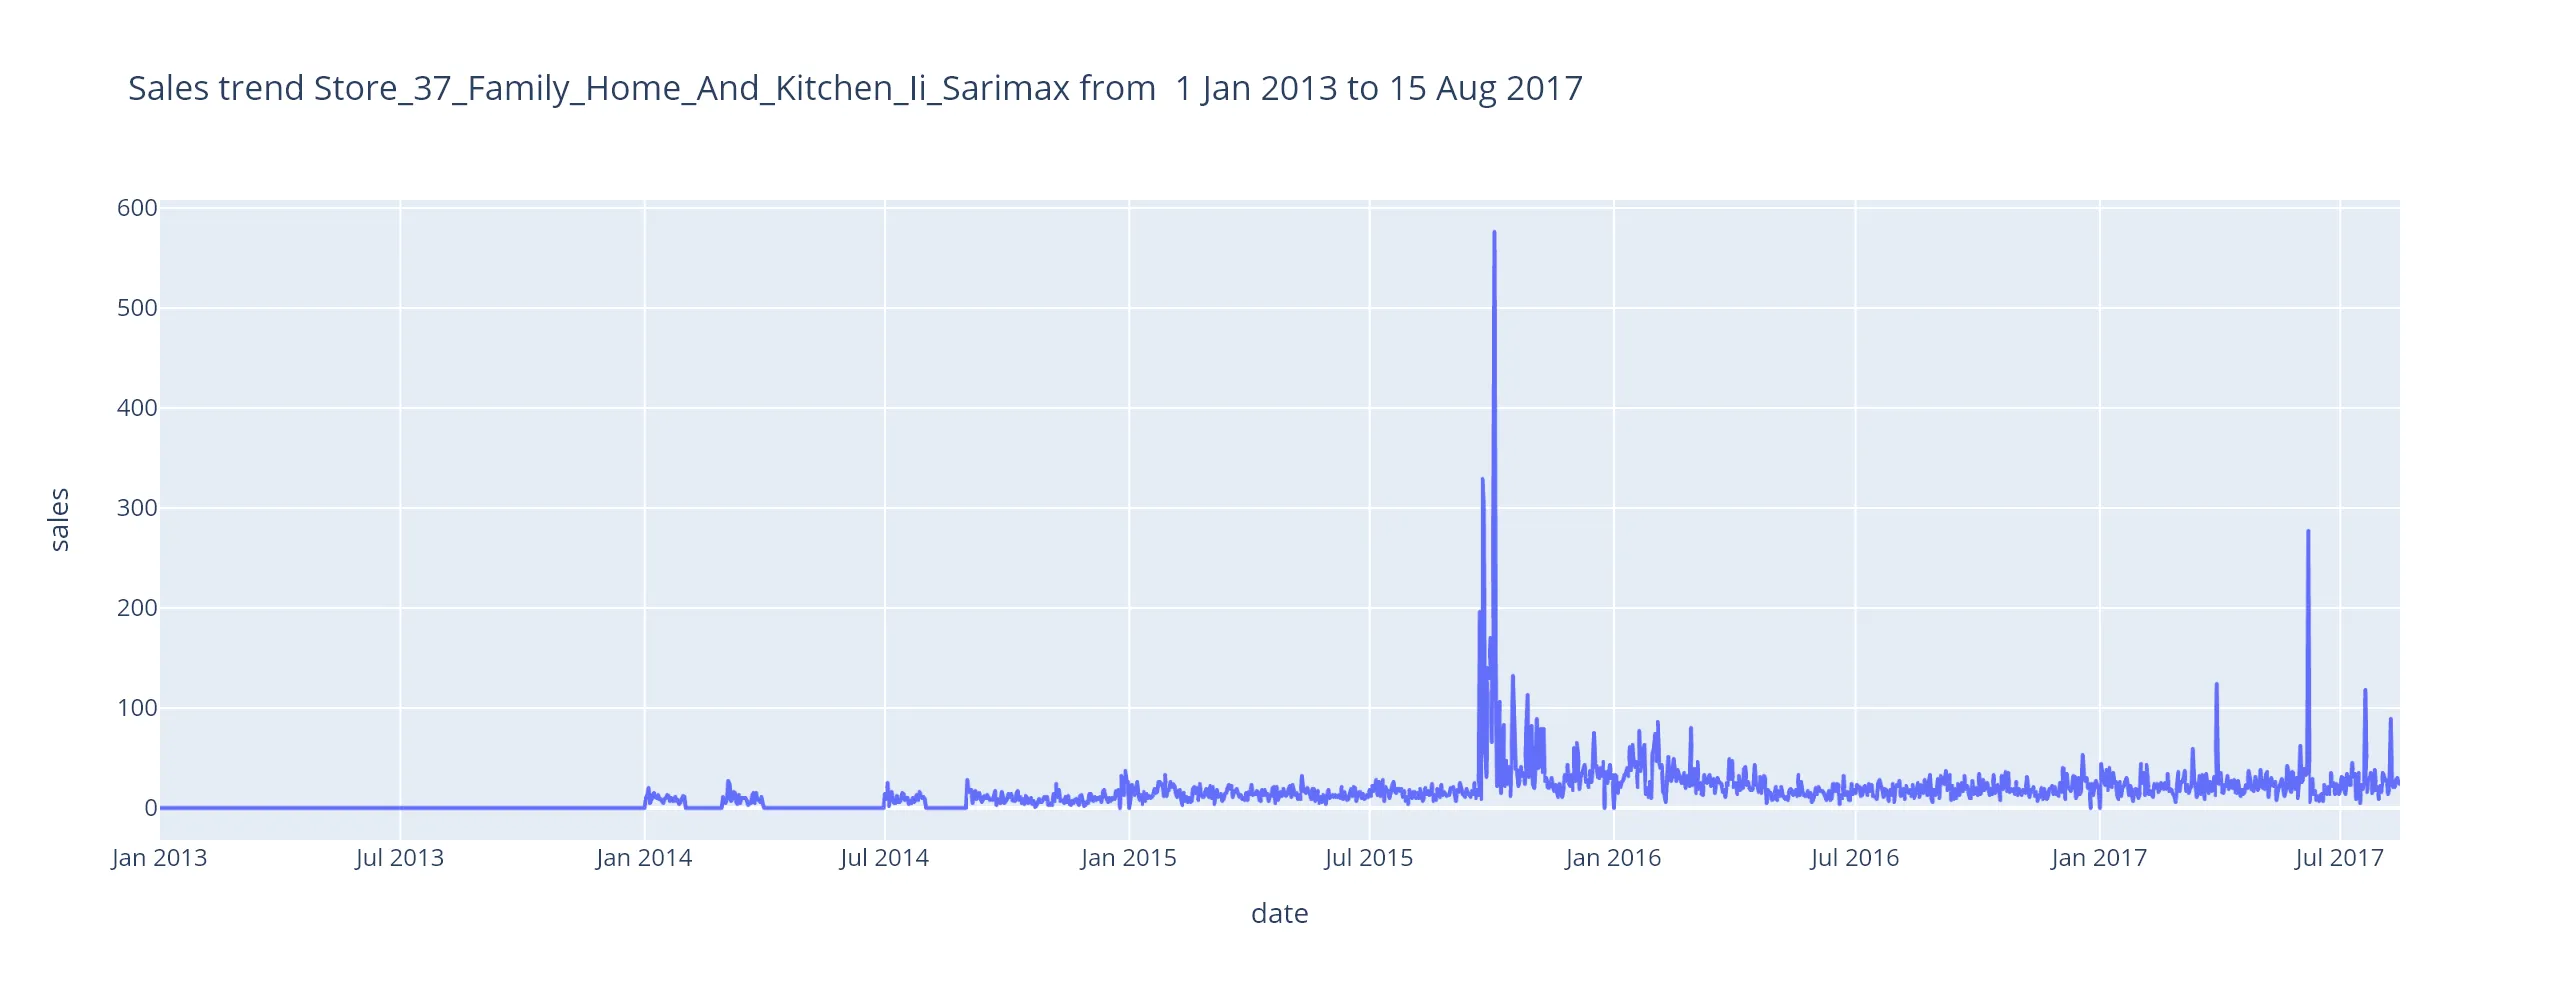 Sales trend Store_37_Family_Home_And_Kitchen_Ii_Sarimax from  1 Jan 2013 to 15 Aug 2017
600
500
400
300
200
100
0
sales
Jan 2013 Jul 2013 Jan 2014 Jul 2014 Jan 2015 Jul 2015 Jan 2016 Jul 2016 Jan 2017 Jul 2017
date